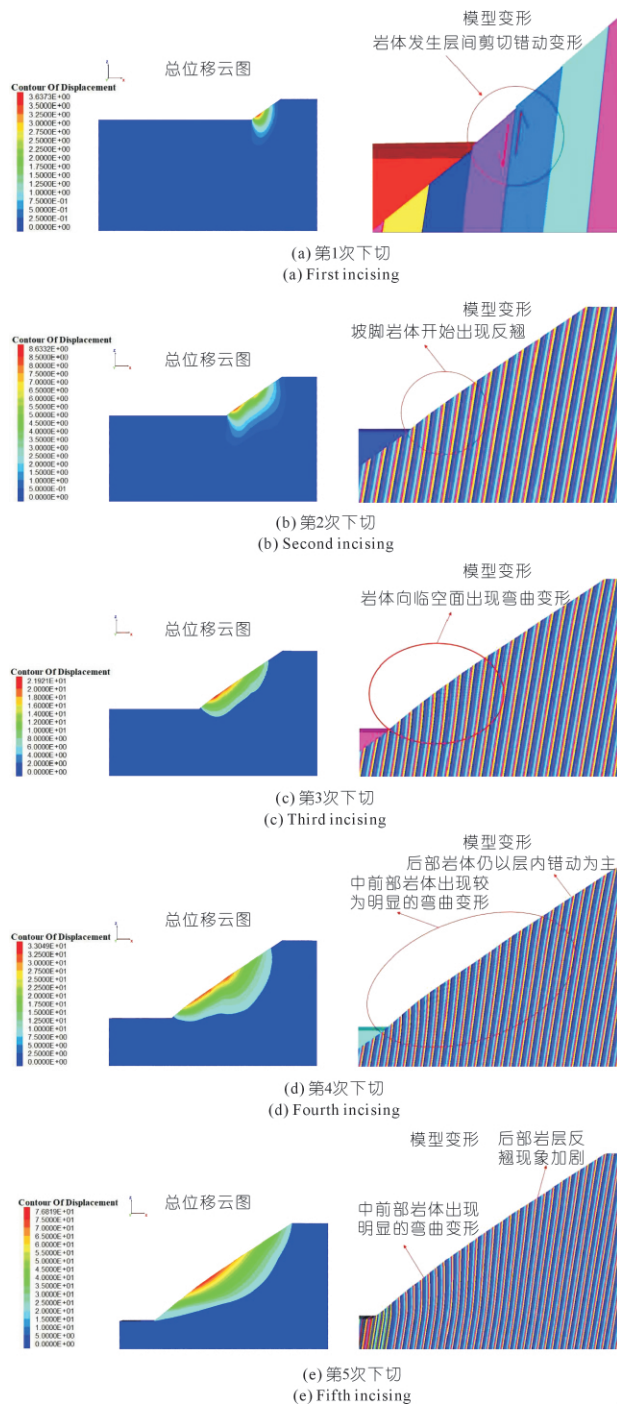 总位移云图
Contour Of Displacement
3.6373E+00
3.5000E+00
3.2500E+00
3.0000E+00
2.7500E+00
2.5000E+00
2.2500E+00
2.0000E+00
1.7500E+00
1.5000E+00
1.2500E+00
1.0000E+00
7.5000E-01
5.0000E-01
2.5000E-01
0.0000E+00
模型变形
岩体发生层间剪切错动变形
(a) 第1次下切
(a) First incising
总位移云图
Contour Of Displacement
8.6332E+00
8.5000E+00
8.0000E+00
7.5000E+00
7.0000E+00
6.5000E+00
6.0000E+00
5.5000E+00
5.0000E+00
4.5000E+00
4.0000E+00
3.5000E+00
3.0000E+00
2.5000E+00
2.0000E+00
1.5000E+00
1.0000E+00
5.0000E-01
0.0000E+00
模型变形
坡脚岩体开始出现反翘
(b) 第2次下切
(b) Second incising
总位移云图
Contour Of Displacement
2.1921E+01
2.0000E+01
1.8000E+01
1.6000E+01
1.4000E+01
1.2000E+01
1.0000E+01
8.0000E+00
6.0000E+00
4.0000E+00
2.0000E+00
0.0000E+00
模型变形
岩体向临空面出现弯曲变形
(c) 第3次下切
(c) Third incising
总位移云图
Contour Of Displacement
3.3049E+01
3.2500E+01
3.0000E+01
2.7500E+01
2.5000E+01
2.2500E+01
2.0000E+01
1.7500E+01
1.5000E+01
1.2500E+01
1.0000E+01
7.5000E+00
5.0000E+00
2.5000E+00
0.0000E+00
模型变形
后部岩体仍以层内错动为主
中前部岩体出现较
为明显的弯曲变形
(d) 第4次下切
(d) Fourth incising
总位移云图
Contour Of Displacement
7.6819E+01
7.5000E+01
7.0000E+01
6.5000E+01
6.0000E+01
5.5000E+01
5.0000E+01
4.5000E+01
4.0000E+01
3.5000E+01
3.0000E+01
2.5000E+01
2.0000E+01
1.5000E+01
1.0000E+01
5.0000E+00
0.0000E+00
模型变形
后部岩层反
翘现象加剧
中前部岩体出现
明显的弯曲变形
(e) 第5次下切
(e) Fifth incising